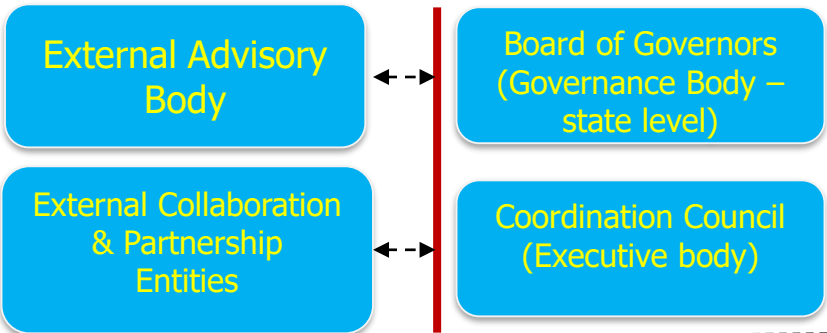 External Advisory
Body
Board of Governors
(Governance Body –
state level)
External Collaboration
& Partnership
Entities
Coordination Council
(Executive body)